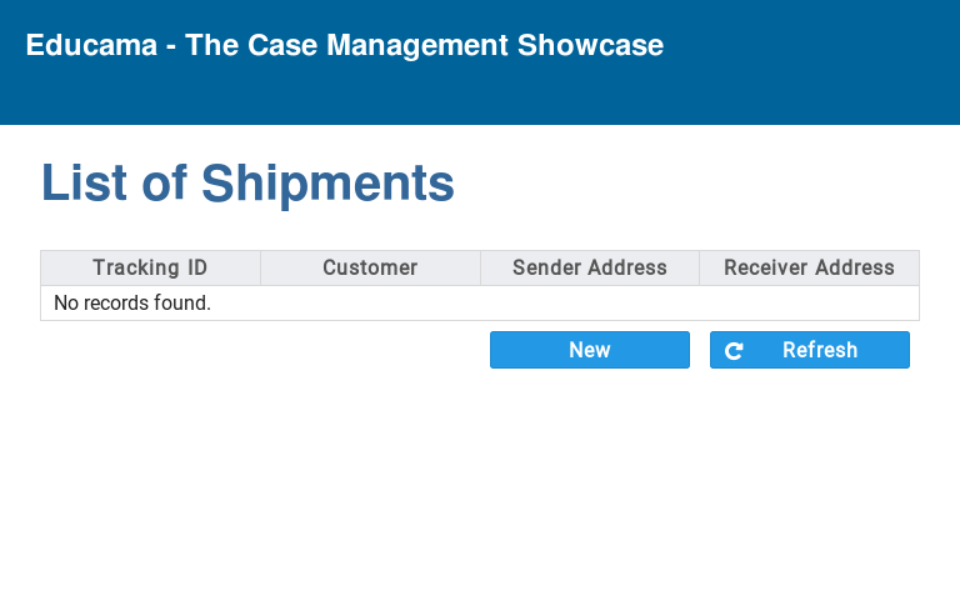 Educama - The Case Management Showcase
List of Shipments
Tracking ID Customer Sender Address Receiver Address
No records found.
New Refresh